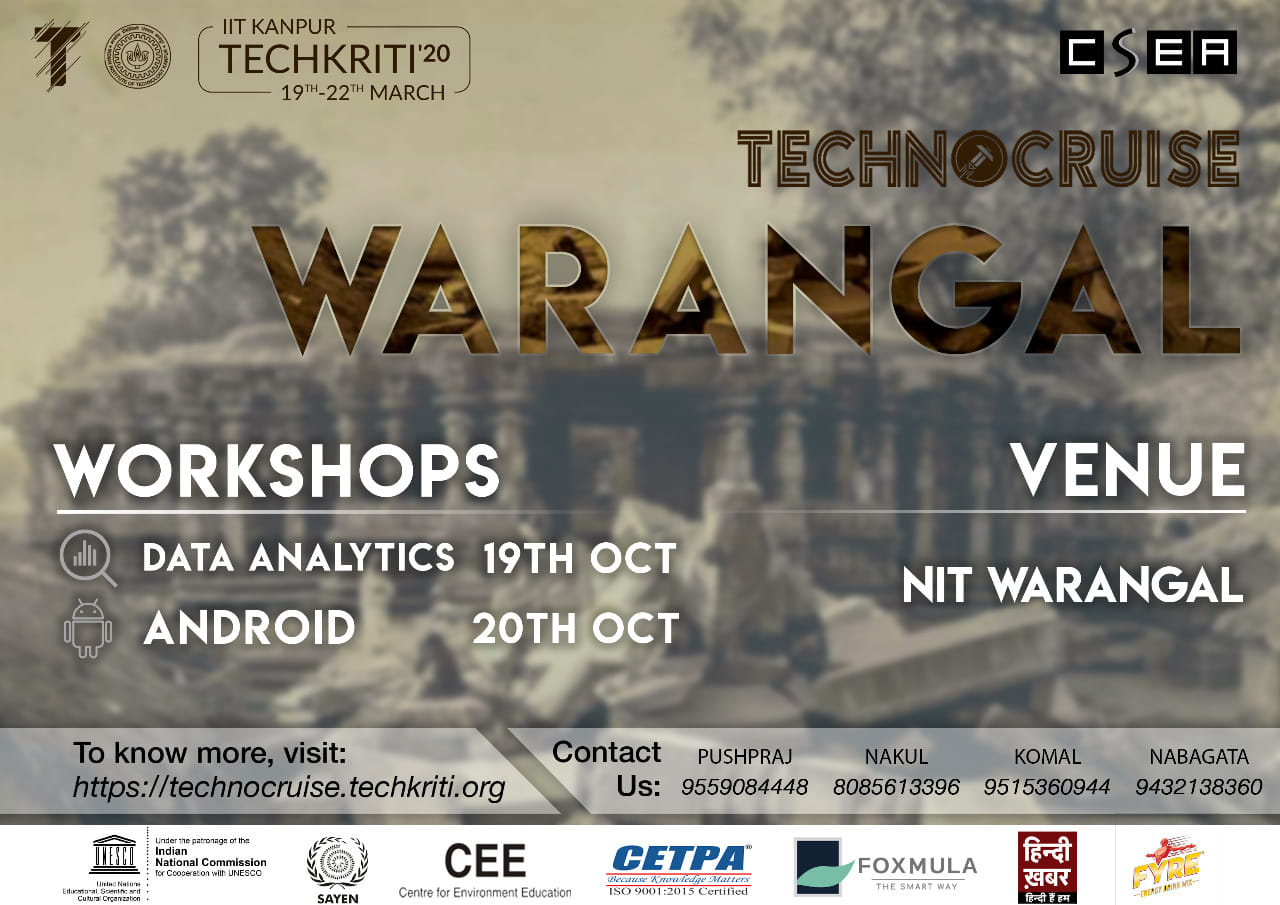 IIT KANPUR
TECHKRITI'20
19TH-22TH MARCH
CSEA
TECHNOCRUISE
WARANGAL
WORKSHOPS
DATA ANALYTICS 19TH OCT
ANDROID 20TH OCT
VENUE
NIT WARANGAL
To know more, visit:
https://technocruise.techkriti.org
Contact
Us:
PUSHPRAJ
9559084448
NAKUL
8085613396
KOMAL
9515360944
NABAGATA
9432138360
UNESCO
United Nations
Educational, Scientific and
Cultural Organization
Under the patronage of the
Indian
National Commission
for Cooperation with UNESCO
SAYEN
CEE
Centre for Environment Education
CETPA®
Because Knowledge Matters
ISO 9001:2015 Certified
FOXMULA
THE SMART WAY
हिन्दी
ख़बर
हिन्दी हैं हम
FYRE
ENERGY DRINK MIX